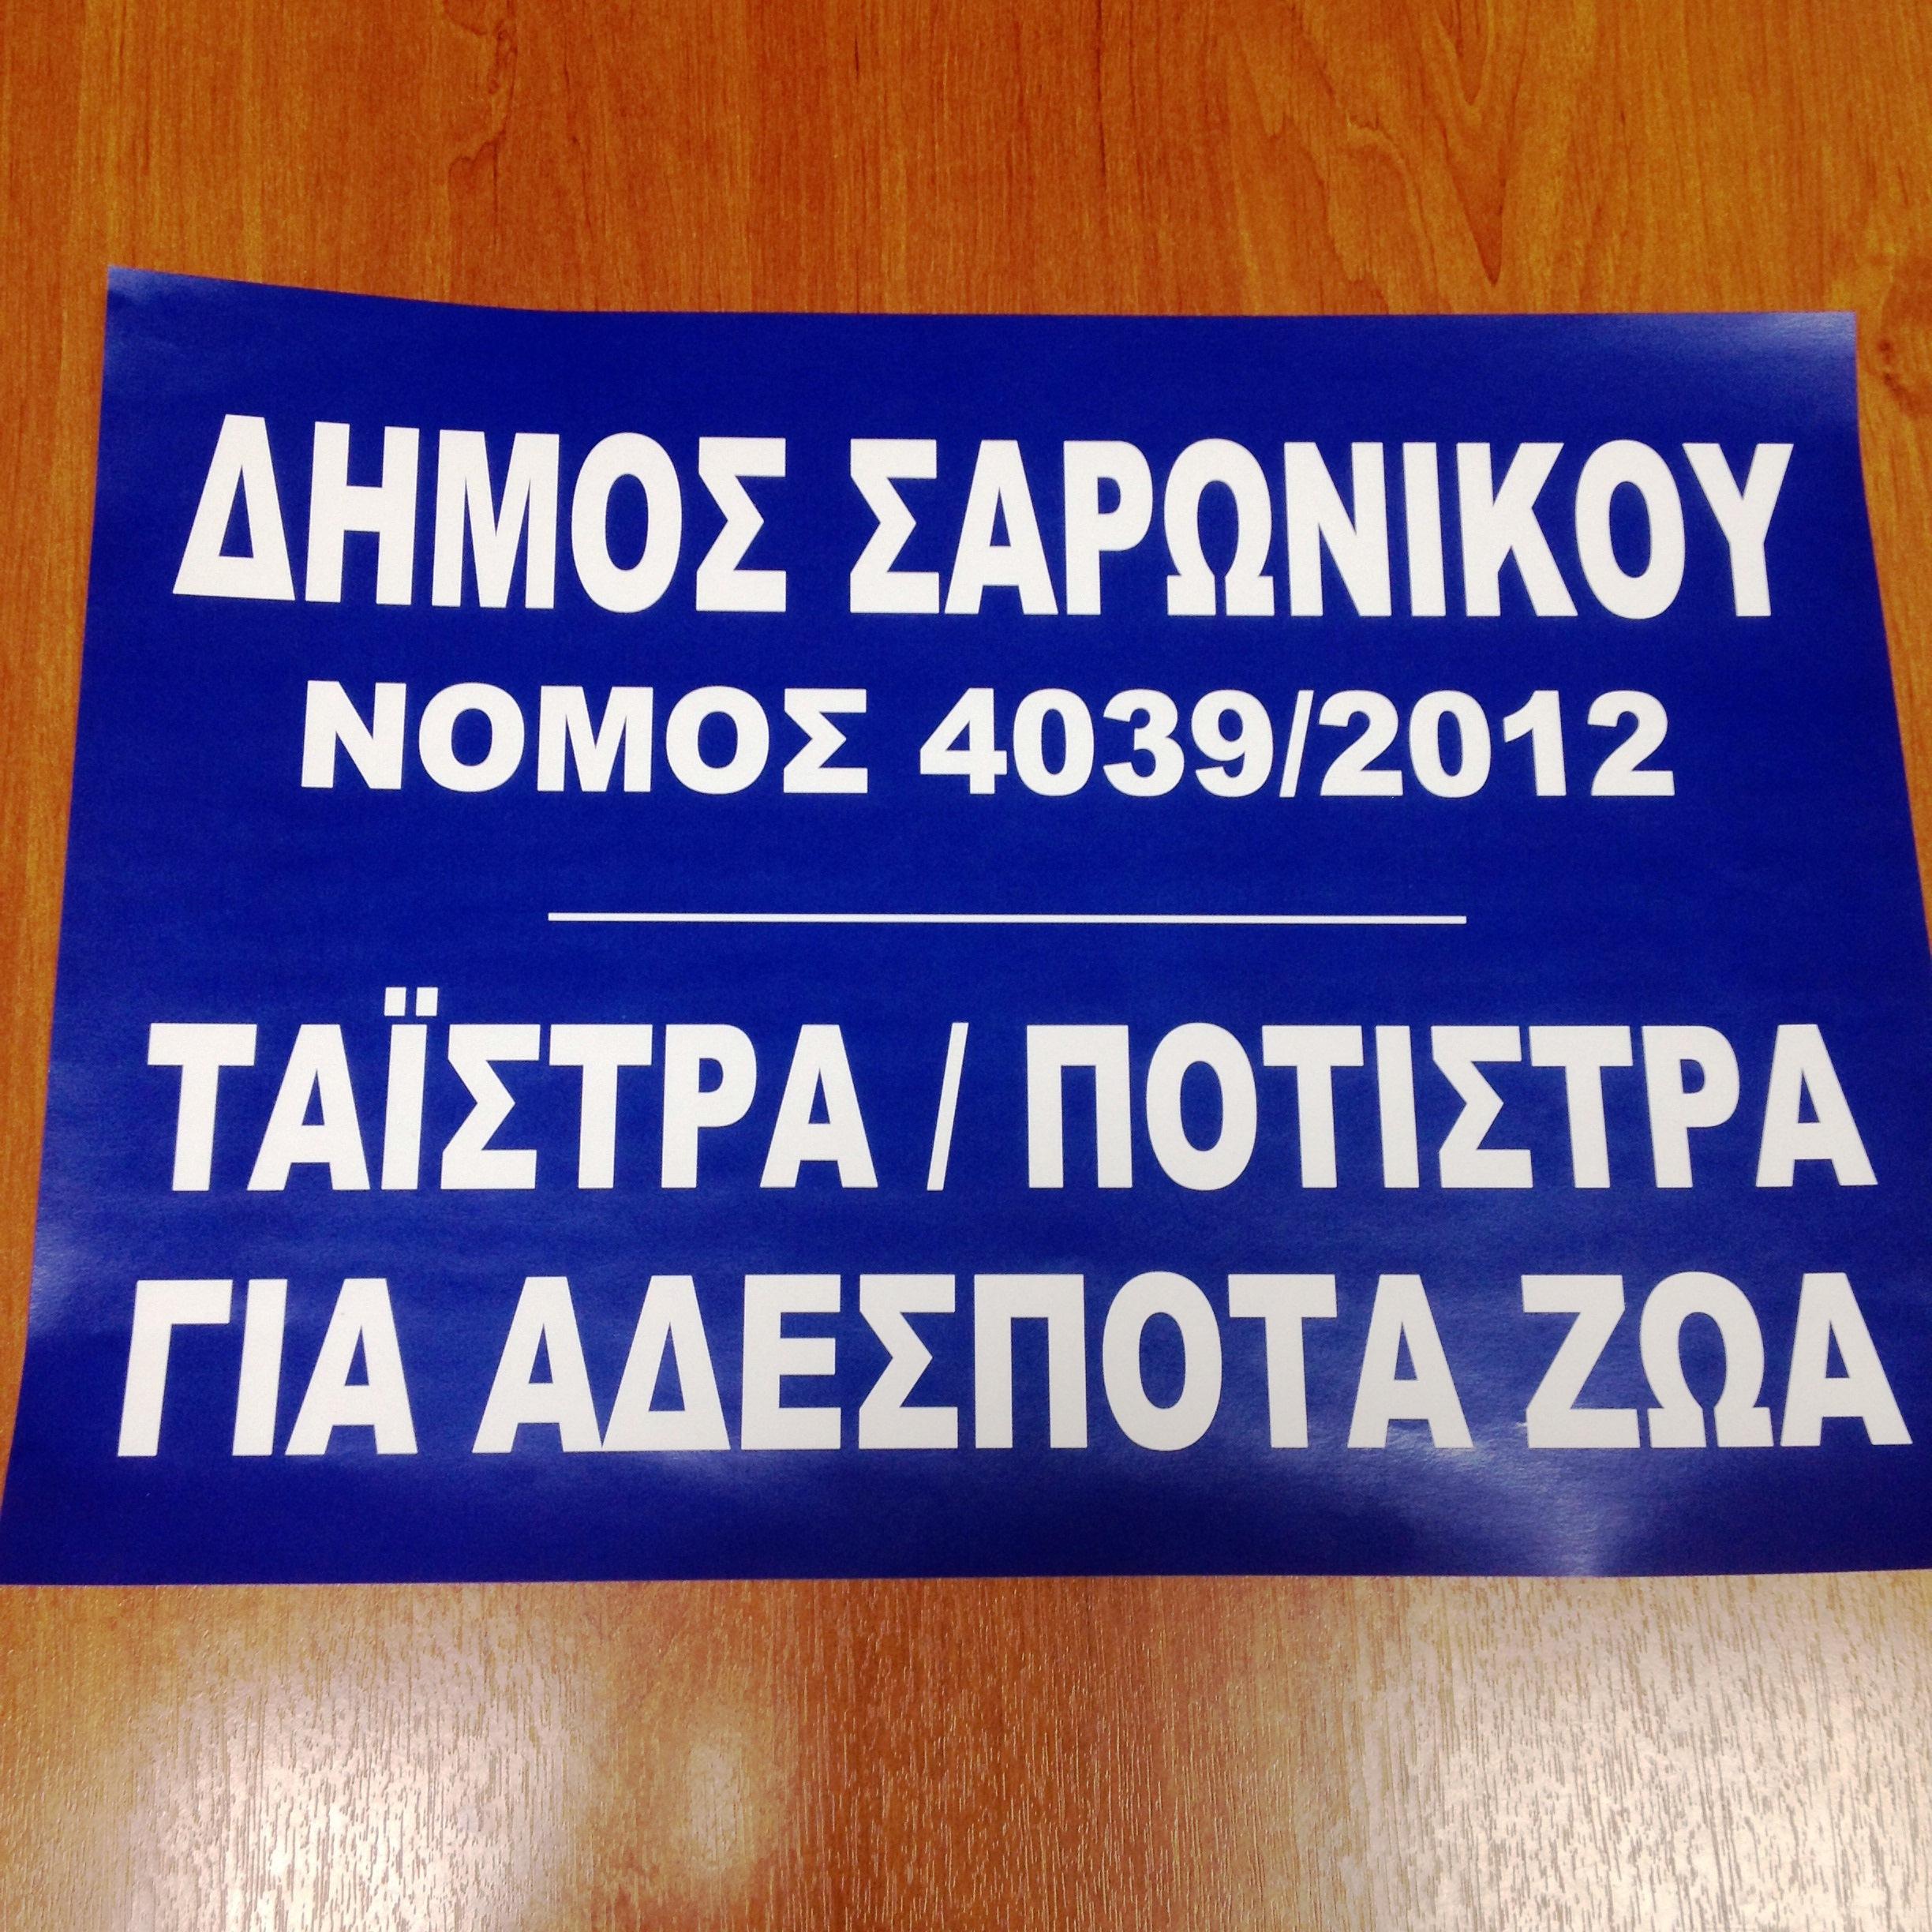 ΔΗΜΟΣ ΣΑΡΩΝΙΚΟΥ
ΝΟΜΟΣ 4039/2012
ΤΑΪΣΤΡΑ / ΠΟΤΙΣΤΡΑ
ΓΙΑ ΑΔΕΣΠΟΤΑ ΖΩΑ